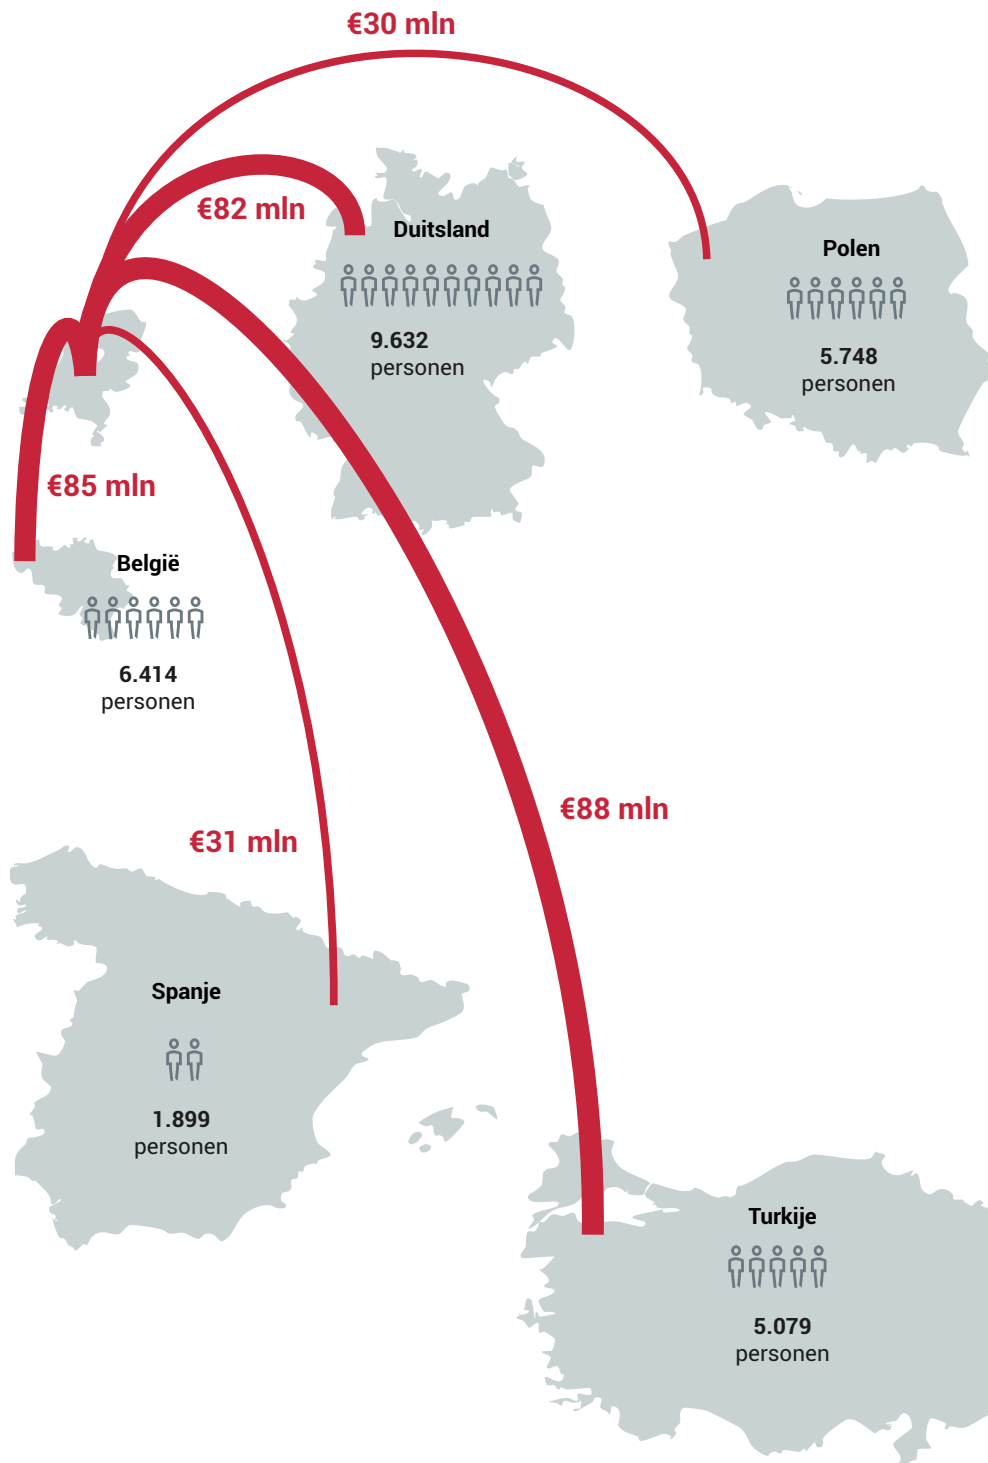 €30 mln
€82 mln
Duitsland
9.632
personen
Polen
5.748
personen
€85 mln
België
6.414
personen
€88 mln
€31 mln
Spanje
1.899
personen
Turkije
5.079
personen